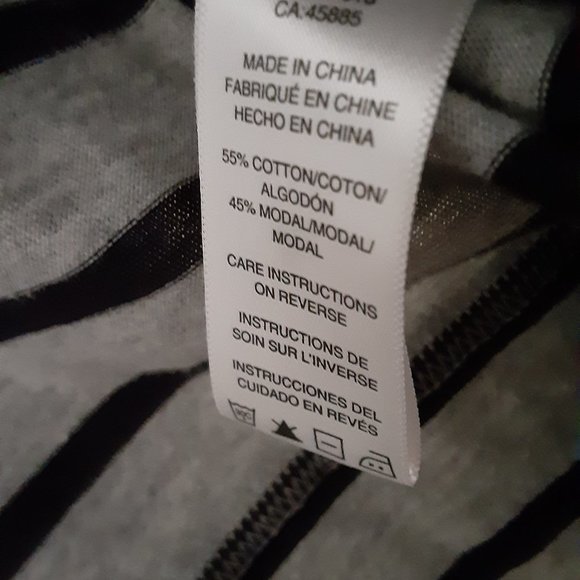 CA:45885
MADE IN CHINA
FABRIQUÉ EN CHINE
HECHO EN CHINA
55% COTTON/COTON/
ALGODÓN
45% MODAL/MODAL/
MODAL
CARE INSTRUCTIONS
ON REVERSE
INSTRUCTIONS DE
SOIN SUR L'INVERSE
INSTRUCCIONES DEL
CUIDADO EN REVÉS